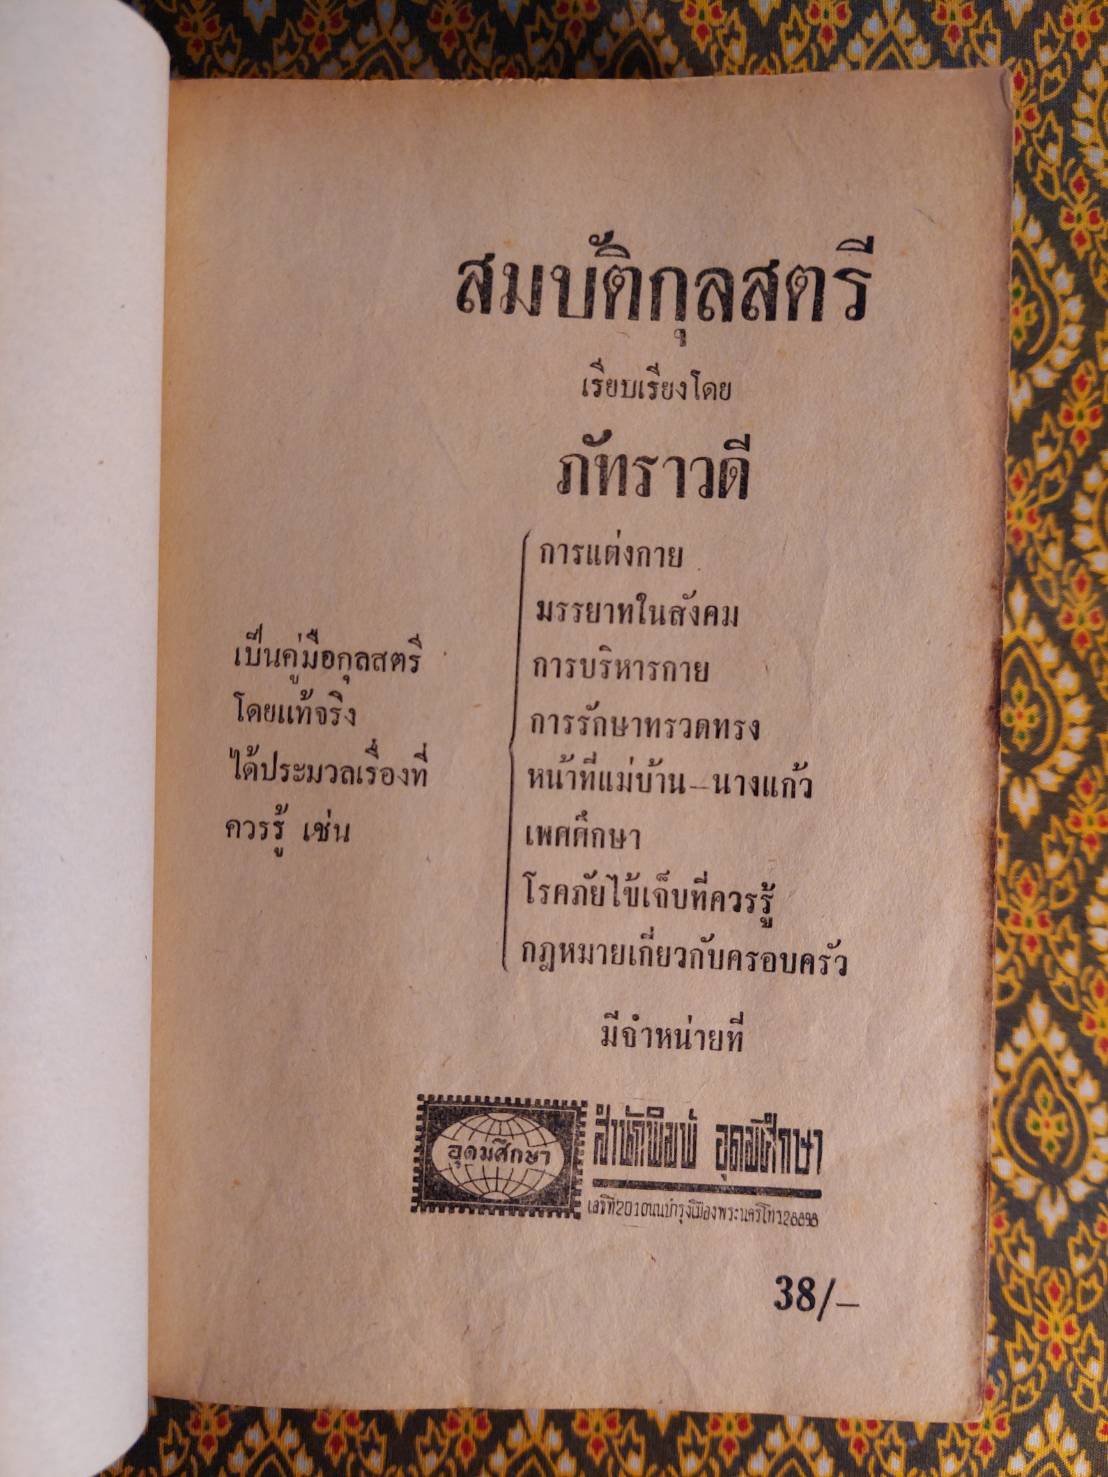 สมบัติกุลสตรี
เรียบเรียงโดย
ภัทราวดี
เป็นคู่มือกุลสตรี
โดยแท้จริง
ได้ประมวลเรื่องที่
ควรรู้ เช่น
การแต่งกาย
มรรยาทในสังคม
การบริหารกาย
การรักษาทรวดทรง
หน้าที่แม่บ้าน–นางแก้ว
เพศศึกษา
โรคภัยไข้เจ็บที่ควรรู้
กฎหมายเกี่ยวกับครอบครัว
มีจำหน่ายที่
อุดมศึกษา
สำนักพิมพ์ อุดมศึกษา
38/–